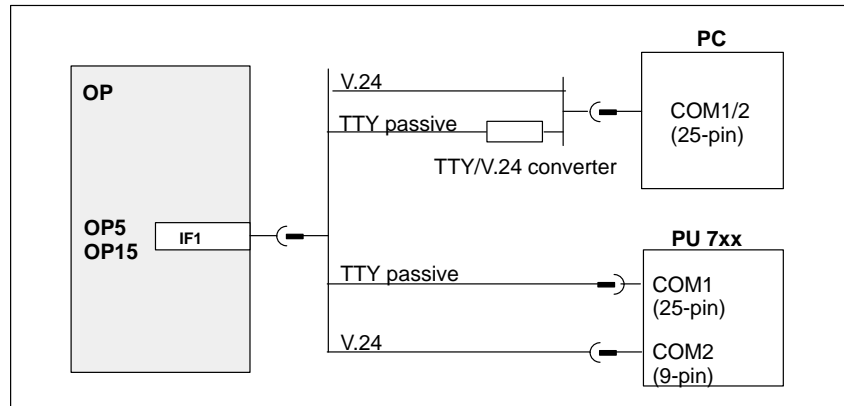 PC
OP
V.24
COM1/2
(25-pin)
TTY passive
TTY/V.24 converter
OP5
OP15
IF1
PU 7xx
TTY passive
COM1
(25-pin)
V.24
COM2
(9-pin)